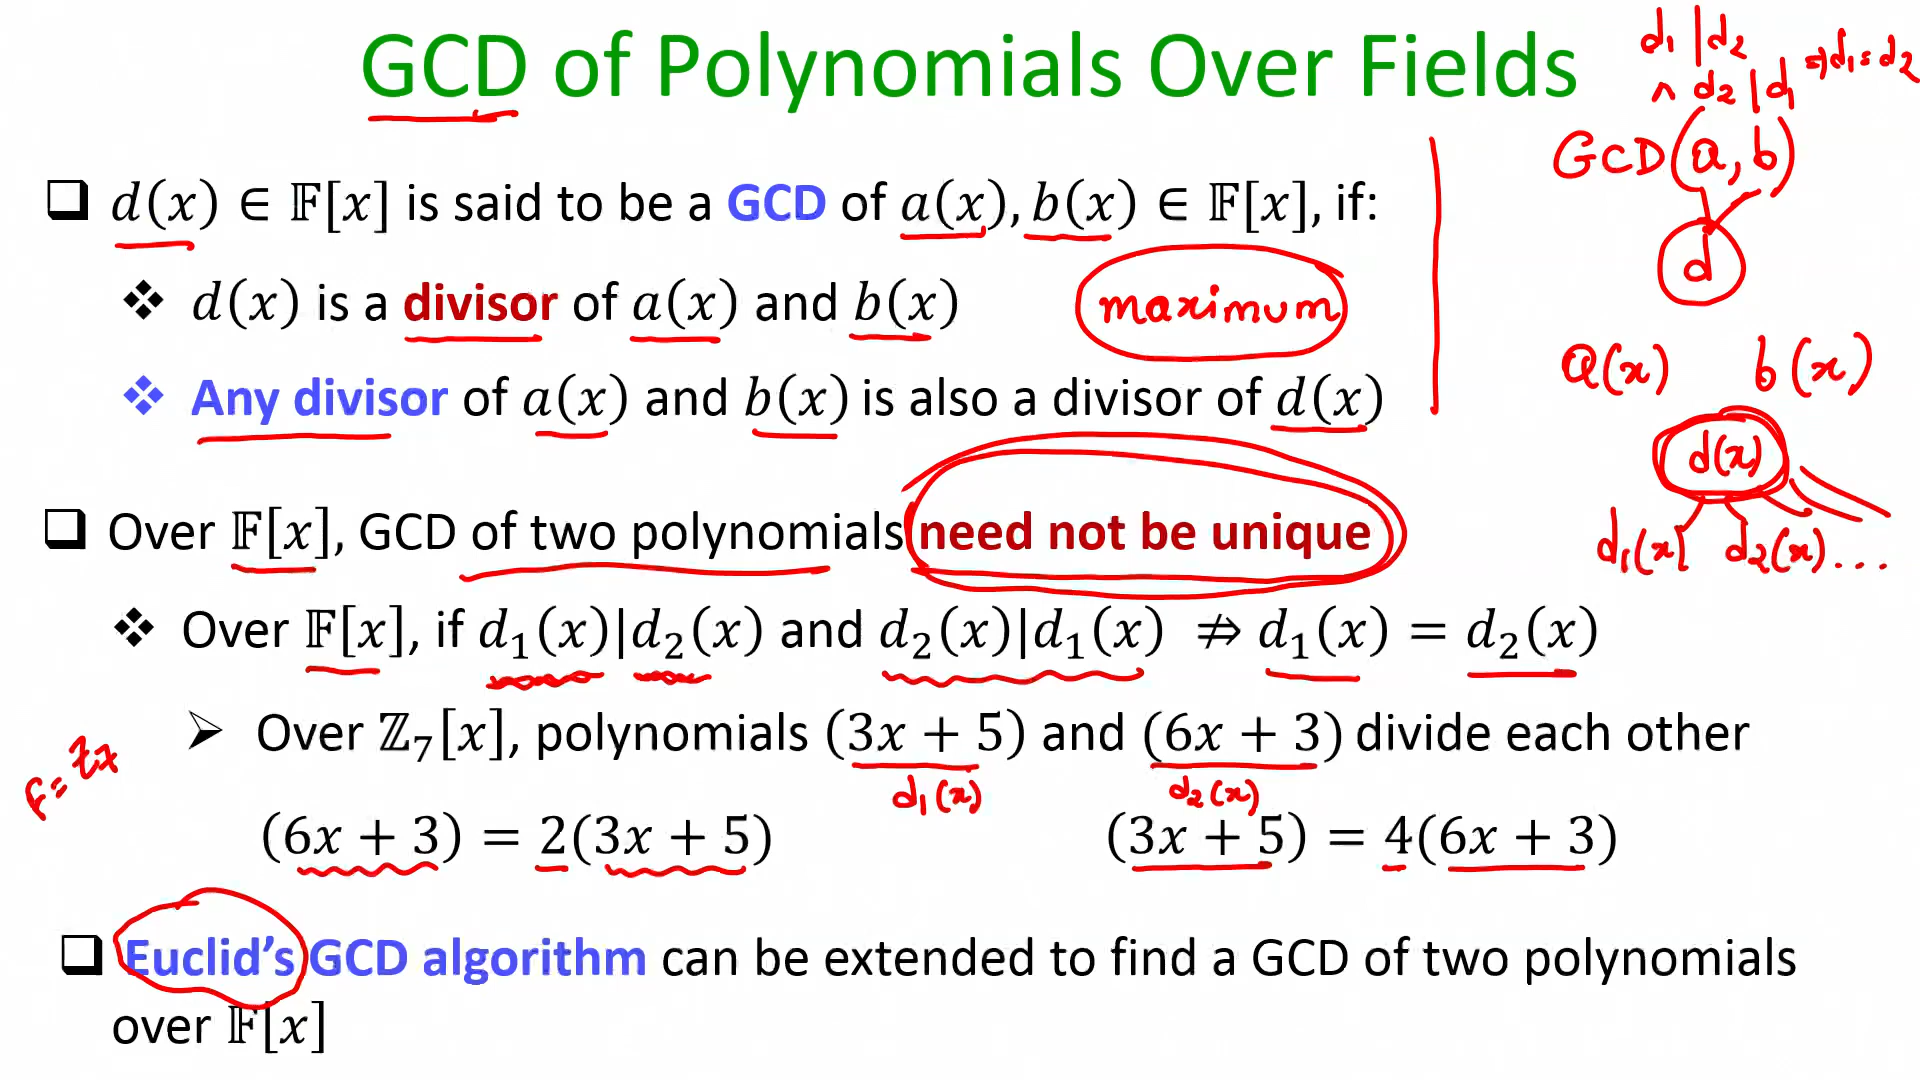 GCD of Polynomials Over Fields
d₁ | d₂
∧ d₂ | d₁ ⇒ d₁ = d₂
GCD(a, b)
d
❑ d(x) ∈ 𝔽[x] is said to be a GCD of a(x), b(x) ∈ 𝔽[x], if:
❖ d(x) is a divisor of a(x) and b(x)
maximum
a(x) b(x)
❖ Any divisor of a(x) and b(x) is also a divisor of d(x)
d(x)
d₁(x) d₂(x) ...
❑ Over 𝔽[x], GCD of two polynomials need not be unique
❖ Over 𝔽[x], if d₁(x)|d₂(x) and d₂(x)|d₁(x) ⇏ d₁(x) = d₂(x)
➢ Over ℤ₇[x], polynomials (3x + 5) and (6x + 3) divide each other
F = ℤ₇
d₁(x) d₂(x)
(6x + 3) = 2(3x + 5) (3x + 5) = 4(6x + 3)
❑ Euclid’s GCD algorithm can be extended to find a GCD of two polynomials
over 𝔽[x]